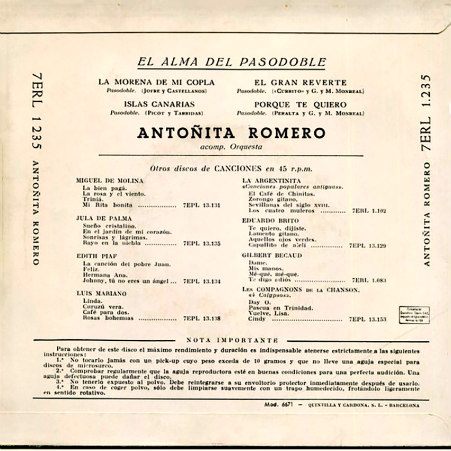 EL ALMA DEL PASODOBLE
LA MORENA DE MI COPLA
Pasodoble. (Jofre y Castellanos)
EL GRAN REVERTE
Pasodoble. («Currito» y G. y M. Monreal)
ISLAS CANARIAS
Pasodoble. (Picot y Tarridas)
PORQUE TE QUIERO
Pasodoble. (Peralta y G. y M. Monreal)
ANTOÑITA ROMERO
acomp. Orquesta
7ERL 1 235 ANTOÑITA ROMERO
Otros discos de CANCIONES en 45 r.p.m.
MIGUEL DE MOLINA
La bien pagá.
La rosa y el viento.
Triniá.
Mi Rita bonita ............ 7EPL 13.131
JULA DE PALMA
Sueño cristalino.
En el jardín de mi corazón.
Sonrisas y lágrimas.
Rayo en la niebla ...... 7EPL 13.135
EDITH PIAF
La canción del pobre Juan.
Feliz.
Hermana Ana.
Johnny, tú no eres un ángel ... 7EPL 13.134
LUIS MARIANO
Linda.
Curuzú vera.
Café para dos.
Rosas bohemias ......... 7EPL 13.138
LA ARGENTINITA
«Canciones populares antiguas».
El Café de Chinitas.
Zorongo gitano.
Sevillanas del siglo XVIII.
Los cuatro muleros ............ 7ERL 1.102
EDUARDO BRITO
Te quiero, dijiste.
Lamento gitano.
Aquellos ojos verdes.
Capullito de alelí ............ 7EPL 13.129
GILBERT BECAUD
Dame.
Mis manos.
Mé-qué, mé-qué.
Te digo adiós .................. 7ERL 1.083
LES COMPAGNONS DE LA CHANSON.
Day O.
Pascua en Trinidad.
Vuelve, Lisa.
Cindy ........................... 7EPL 13.153
7ERL 1.235 ANTOÑITA ROMERO
NOTA IMPORTANTE
Para obtener de este disco el máximo rendimiento y duración es indispensable atenerse estrictamente a las siguientes
instrucciones:
1.ª No tocarlo jamás con un pick-up cuyo peso exceda de 10 gramos y que no lleve una aguja especial para
discos de microsurco.
2.ª Comprobar regularmente que la aguja reproductora esté en buenas condiciones para una perfecta audición. Una
aguja defectuosa puede dañar el disco.
3.ª No tenerlo expuesto al polvo. Debe reintegrarse a su envoltorio protector inmediatamente después de usarlo.
4.ª En caso de coger polvo, sólo debe limpiarse suavemente con un trapo humedecido, frotándolo ligeramente
en sentido rotativo.
Mod. 6671 - QUINTILLA Y CARDONA, S. L. - BARCELONA